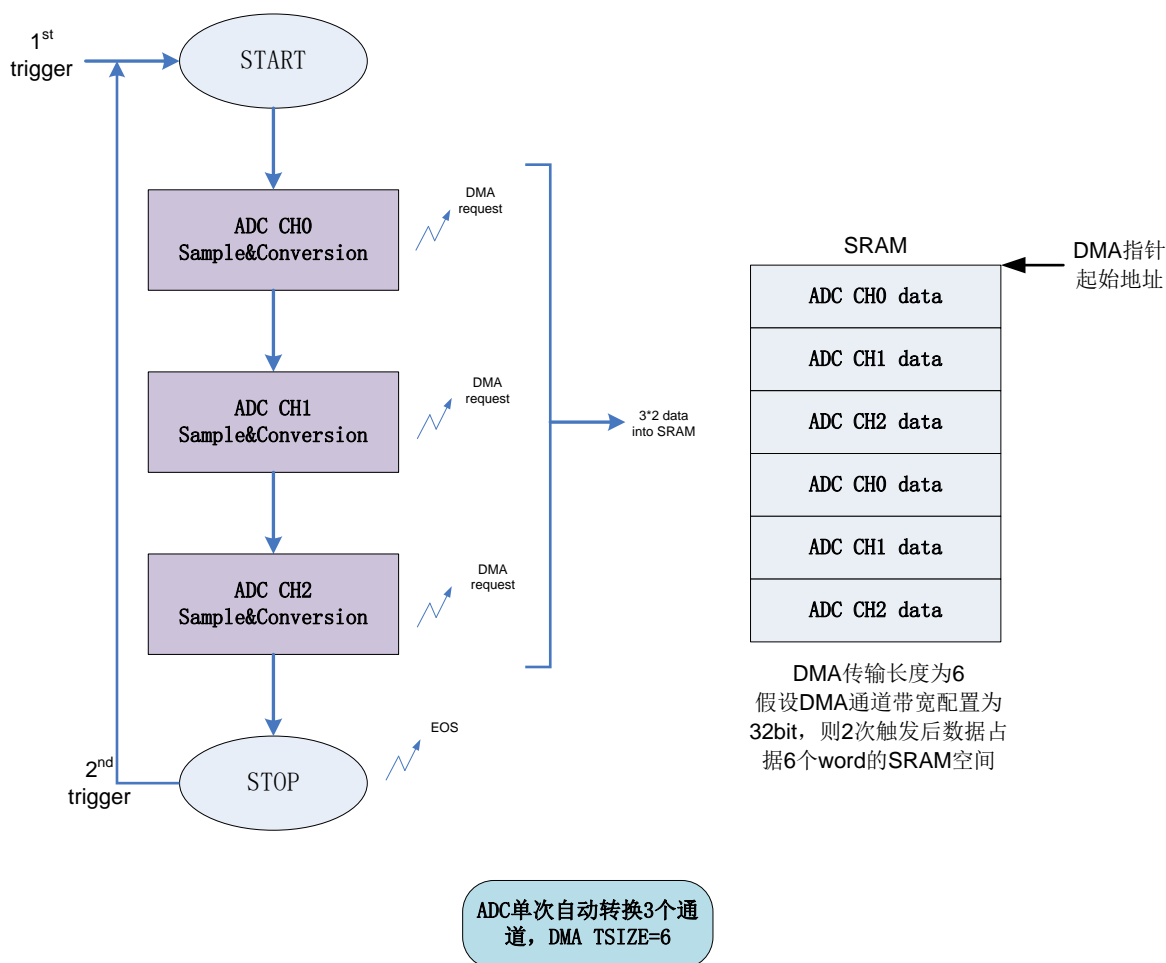 1st
trigger
START
ADC CH0
Sample&Conversion
DMA
request
ADC CH1
Sample&Conversion
DMA
request
ADC CH2
Sample&Conversion
DMA
request
3*2 data
into SRAM
EOS
STOP
2nd
trigger
SRAM
DMA指针
起始地址
ADC CH0 data
ADC CH1 data
ADC CH2 data
ADC CH0 data
ADC CH1 data
ADC CH2 data
DMA传输长度为6
假设DMA通道带宽配置为
32bit，则2次触发后数据占
据6个word的SRAM空间
ADC单次自动转换3个通
道，DMA TSIZE=6